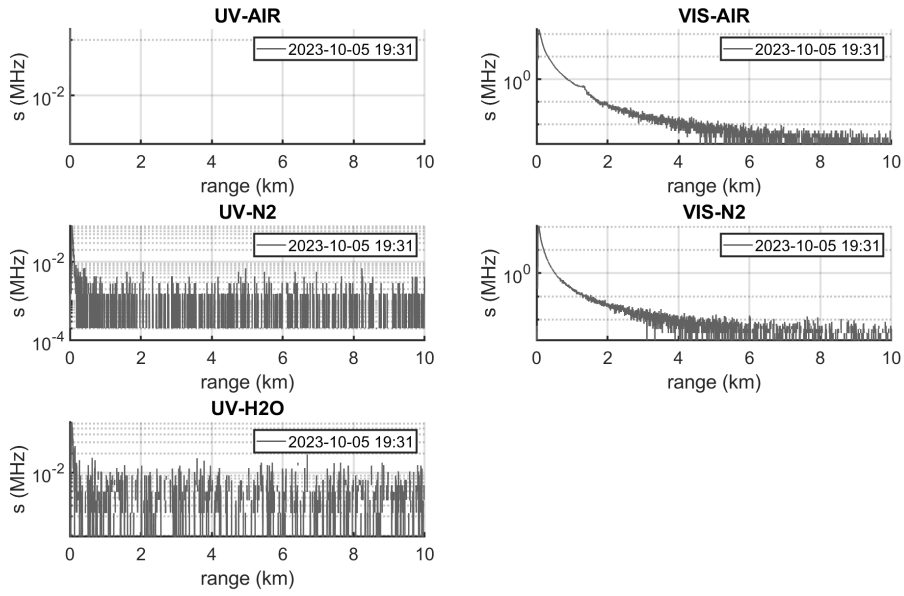 UV-AIR
2023-10-05 19:31
s (MHz)
10-2
0 2 4 6 8 10
range (km)
VIS-AIR
2023-10-05 19:31
s (MHz)
100
0 2 4 6 8 10
range (km)
UV-N2
2023-10-05 19:31
s (MHz)
10-2
10-4
0 2 4 6 8 10
range (km)
VIS-N2
2023-10-05 19:31
s (MHz)
100
0 2 4 6 8 10
range (km)
UV-H2O
2023-10-05 19:31
s (MHz)
10-2
0 2 4 6 8 10
range (km)